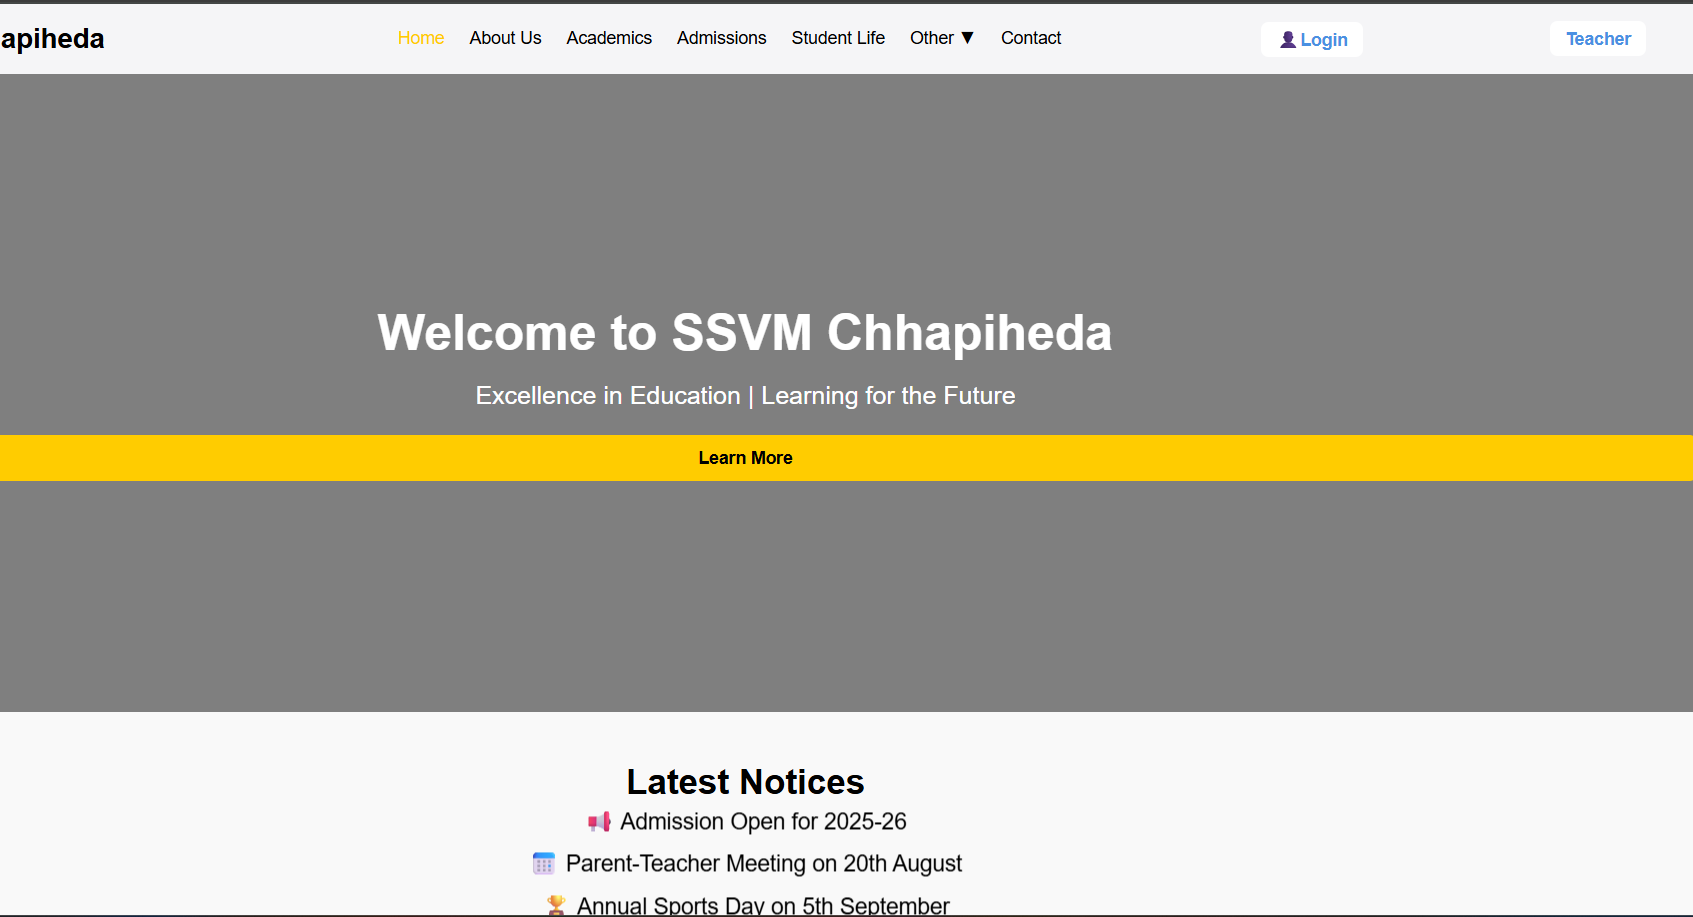 apiheda
Home About Us Academics Admissions Student Life Other ▼ Contact
Login
Teacher
Welcome to SSVM Chhapiheda
Excellence in Education | Learning for the Future
Learn More
Latest Notices
Admission Open for 2025-26
Parent-Teacher Meeting on 20th August
Annual Sports Day on 5th September